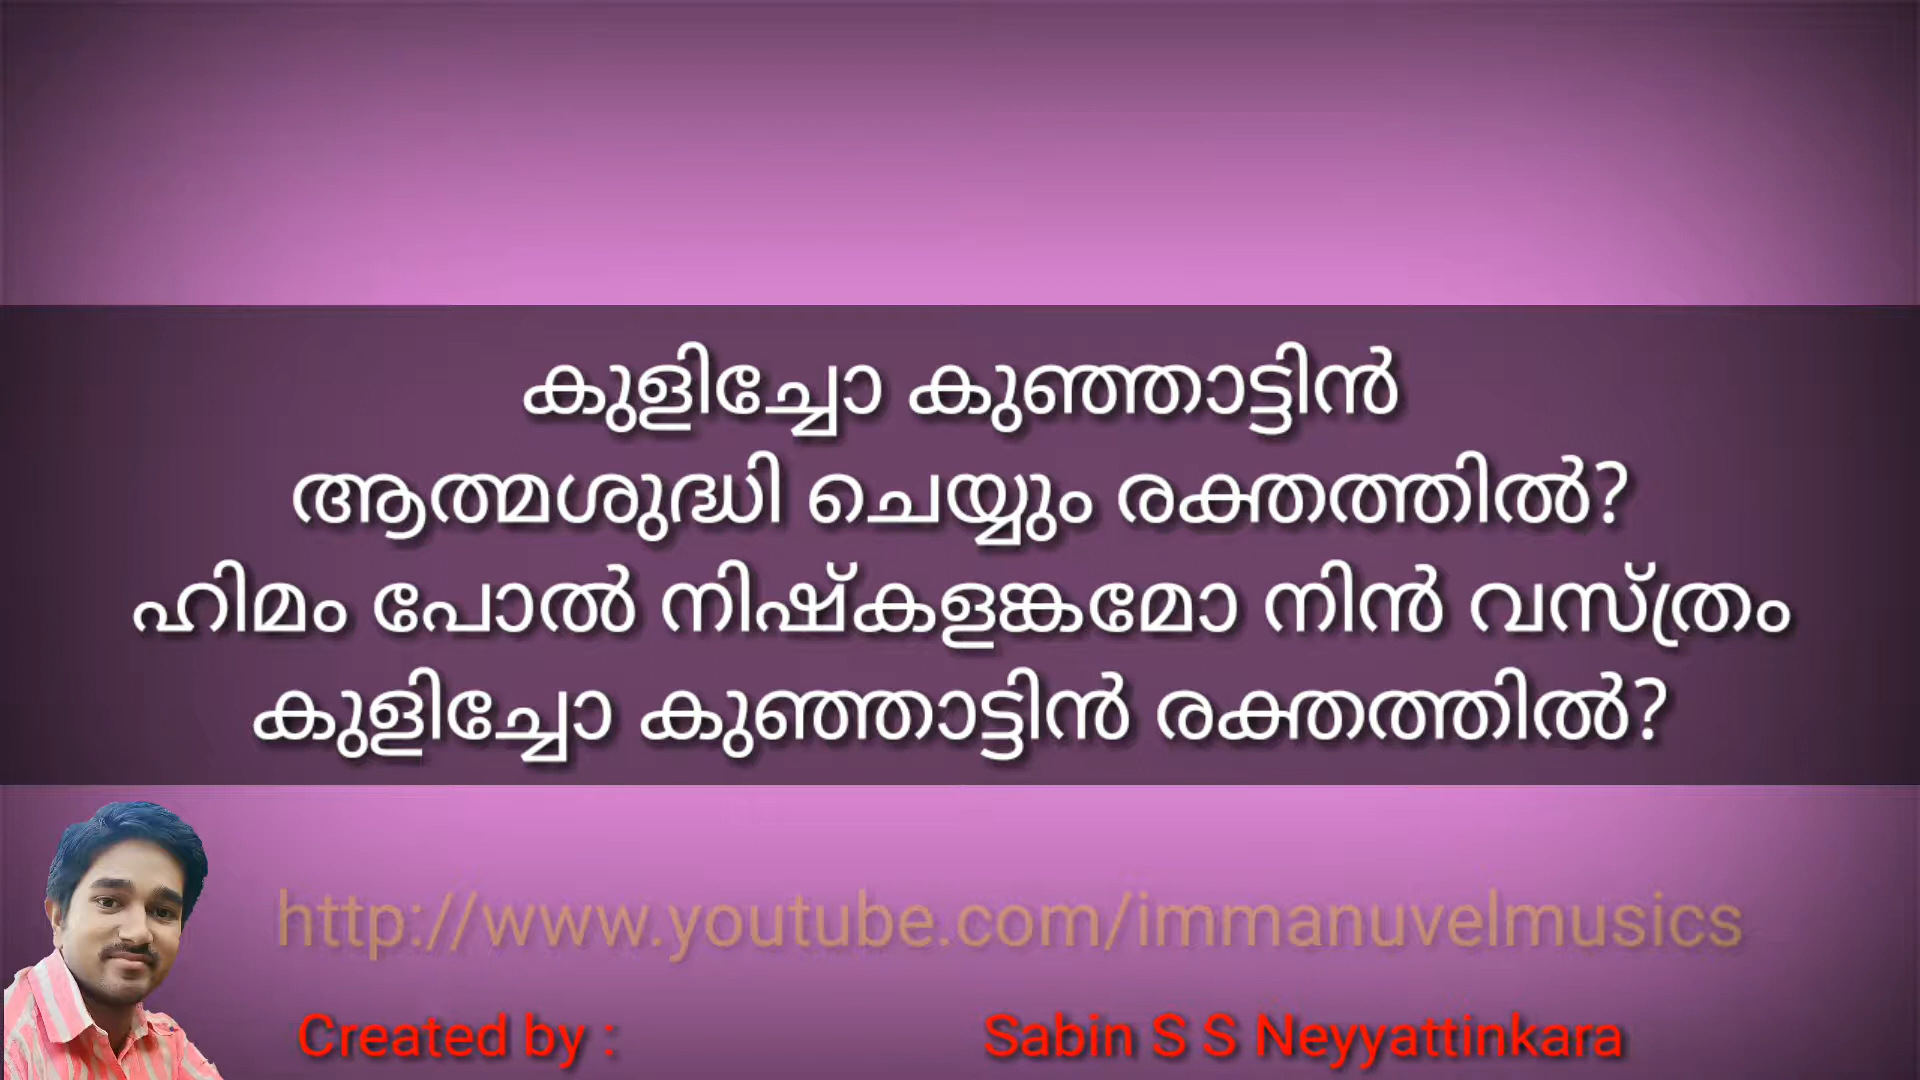 കുളിച്ചോ കുഞ്ഞാട്ടിൻ
ആത്മശുദ്ധി ചെയ്യും രക്തത്തിൽ?
ഹിമം പോൽ നിഷ്കളങ്കമോ നിൻ വസ്ത്രം
കുളിച്ചോ കുഞ്ഞാട്ടിൻ രക്തത്തിൽ?
http://www.youtube.com/immanuvelmusics
Created by : Sabin S S Neyyattinkara